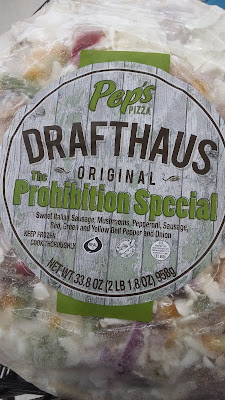 Pep's
PIZZA
DRAFTHAUS
ORIGINAL
The
Prohibition Special
Sweet Italian Sausage, Mushrooms, Pepperoni, Sausage,
Red, Green and Yellow Bell Pepper and Onion
KEEP FROZEN
COOK THOROUGHLY
NET WT. 33.8 OZ (2 LB 1.8 OZ) 958g